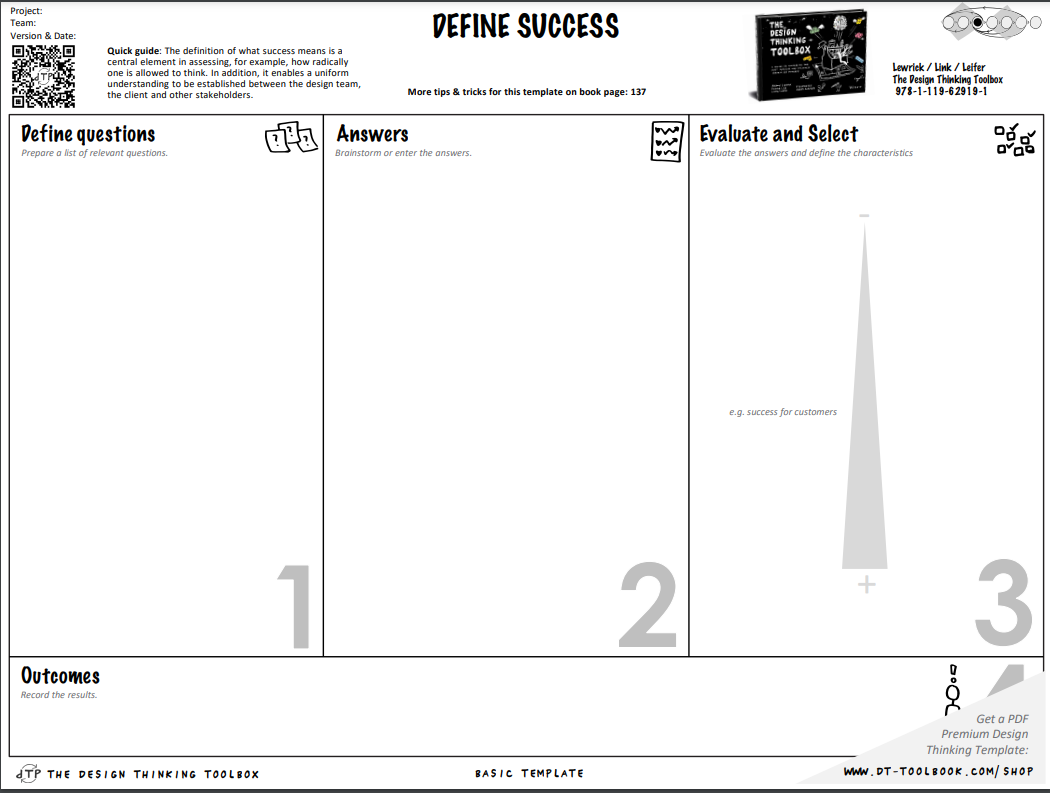 Project:
Team:
Version & Date:
DTP
Quick guide: The definition of what success means is a
central element in assessing, for example, how radically
one is allowed to think. In addition, it enables a uniform
understanding to be established between the design team,
the client and other stakeholders.
DEFINE SUCCESS
More tips & tricks for this template on book page: 137
THE
DESIGN
THINKING
TOOLBOX
Lewrick / Link / Leifer
The Design Thinking Toolbox
978-1-119-62919-1
Define questions
Prepare a list of relevant questions.
? ? ?
1
Answers
Brainstorm or enter the answers.
2
Evaluate and Select
Evaluate the answers and define the characteristics
-
e.g. success for customers
+
3
Outcomes
Record the results.
4
Get a PDF
Premium Design
Thinking Template:
WWW.DT-TOOLBOOK.COM/SHOP
DTP THE DESIGN THINKING TOOLBOX
BASIC TEMPLATE